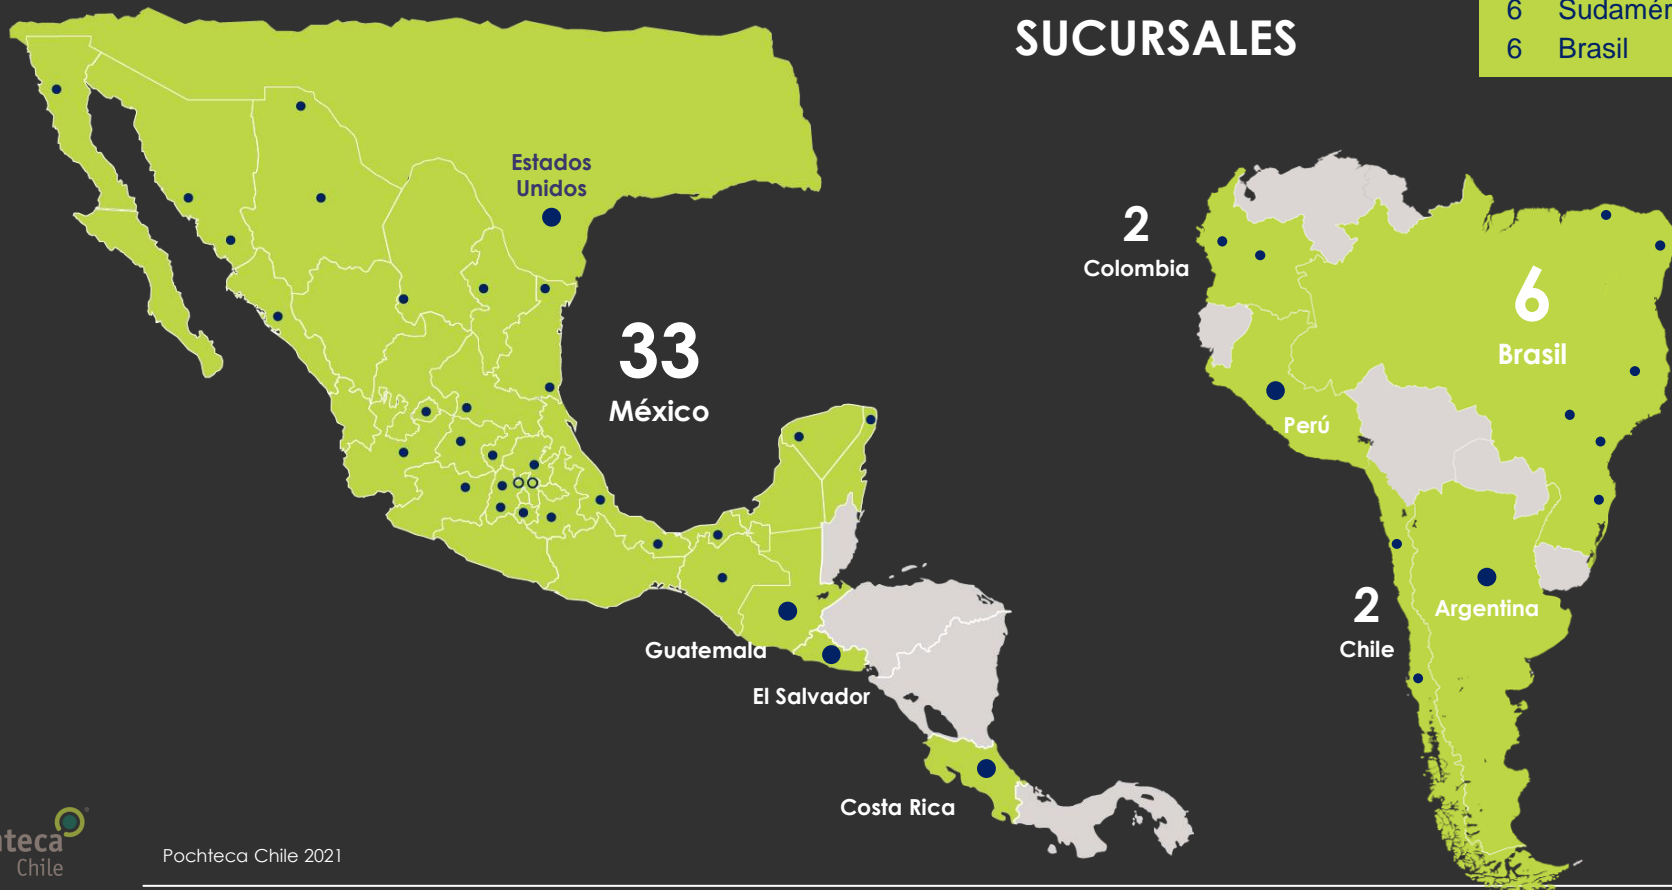 SUCURSALES
6 Sudamér
6 Brasil
Estados
Unidos
2
Colombia
6
Brasil
33
México
Perú
2
Chile
Argentina
Guatemala
El Salvador
Costa Rica
teca
Chile
Pochteca Chile 2021